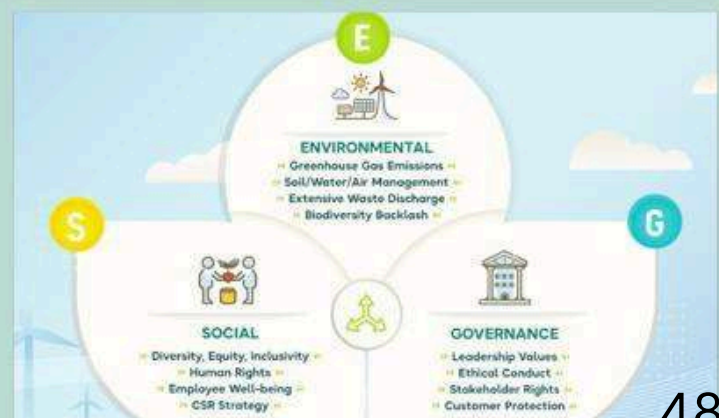 E
ENVIRONMENTAL
Greenhouse Gas Emissions
Soil/Water/Air Management
Extensive Waste Discharge
Biodiversity Backlash
S
G
SOCIAL
Diversity, Equity, Inclusivity
Human Rights
Employee Well-being
CSR Strategy
GOVERNANCE
Leadership Values
Ethical Conduct
Stakeholder Rights
Customer Protection
48